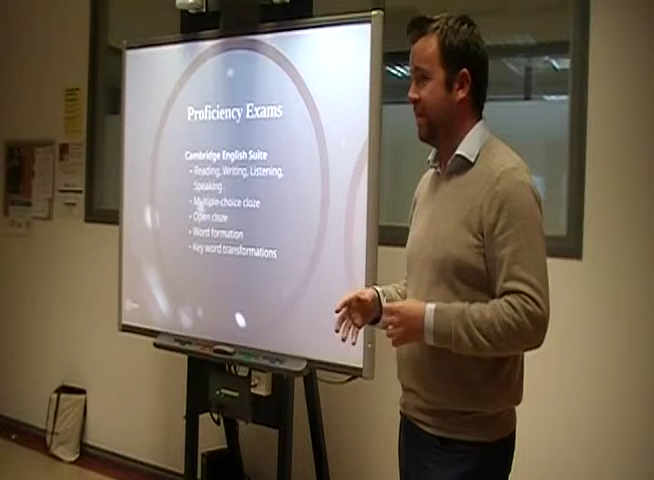 Proficiency Exams
Cambridge English Suite
• Reading, Writing, Listening,
Speaking
• Multiple-choice cloze
• Open cloze
• Word formation
• Key word transformations